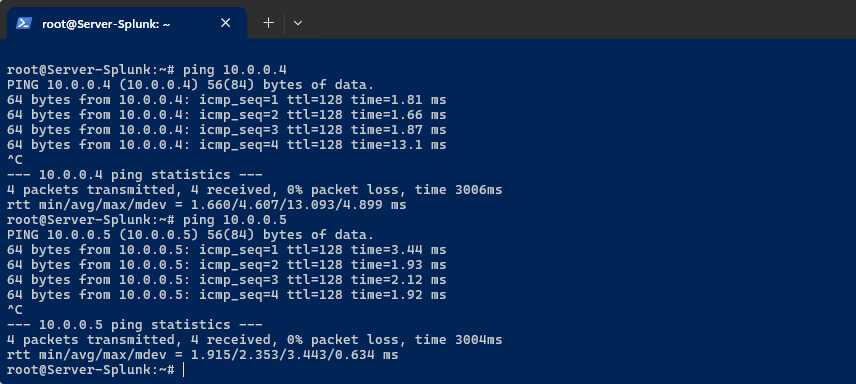 root@Server-Splunk: ~
root@Server-Splunk:~# ping 10.0.0.4
PING 10.0.0.4 (10.0.0.4) 56(84) bytes of data.
64 bytes from 10.0.0.4: icmp_seq=1 ttl=128 time=1.81 ms
64 bytes from 10.0.0.4: icmp_seq=2 ttl=128 time=1.66 ms
64 bytes from 10.0.0.4: icmp_seq=3 ttl=128 time=1.87 ms
64 bytes from 10.0.0.4: icmp_seq=4 ttl=128 time=13.1 ms
^C
--- 10.0.0.4 ping statistics ---
4 packets transmitted, 4 received, 0% packet loss, time 3006ms
rtt min/avg/max/mdev = 1.660/4.607/13.093/4.899 ms
root@Server-Splunk:~# ping 10.0.0.5
PING 10.0.0.5 (10.0.0.5) 56(84) bytes of data.
64 bytes from 10.0.0.5: icmp_seq=1 ttl=128 time=3.44 ms
64 bytes from 10.0.0.5: icmp_seq=2 ttl=128 time=1.93 ms
64 bytes from 10.0.0.5: icmp_seq=3 ttl=128 time=2.12 ms
64 bytes from 10.0.0.5: icmp_seq=4 ttl=128 time=1.92 ms
^C
--- 10.0.0.5 ping statistics ---
4 packets transmitted, 4 received, 0% packet loss, time 3004ms
rtt min/avg/max/mdev = 1.915/2.353/3.443/0.634 ms
root@Server-Splunk:~#